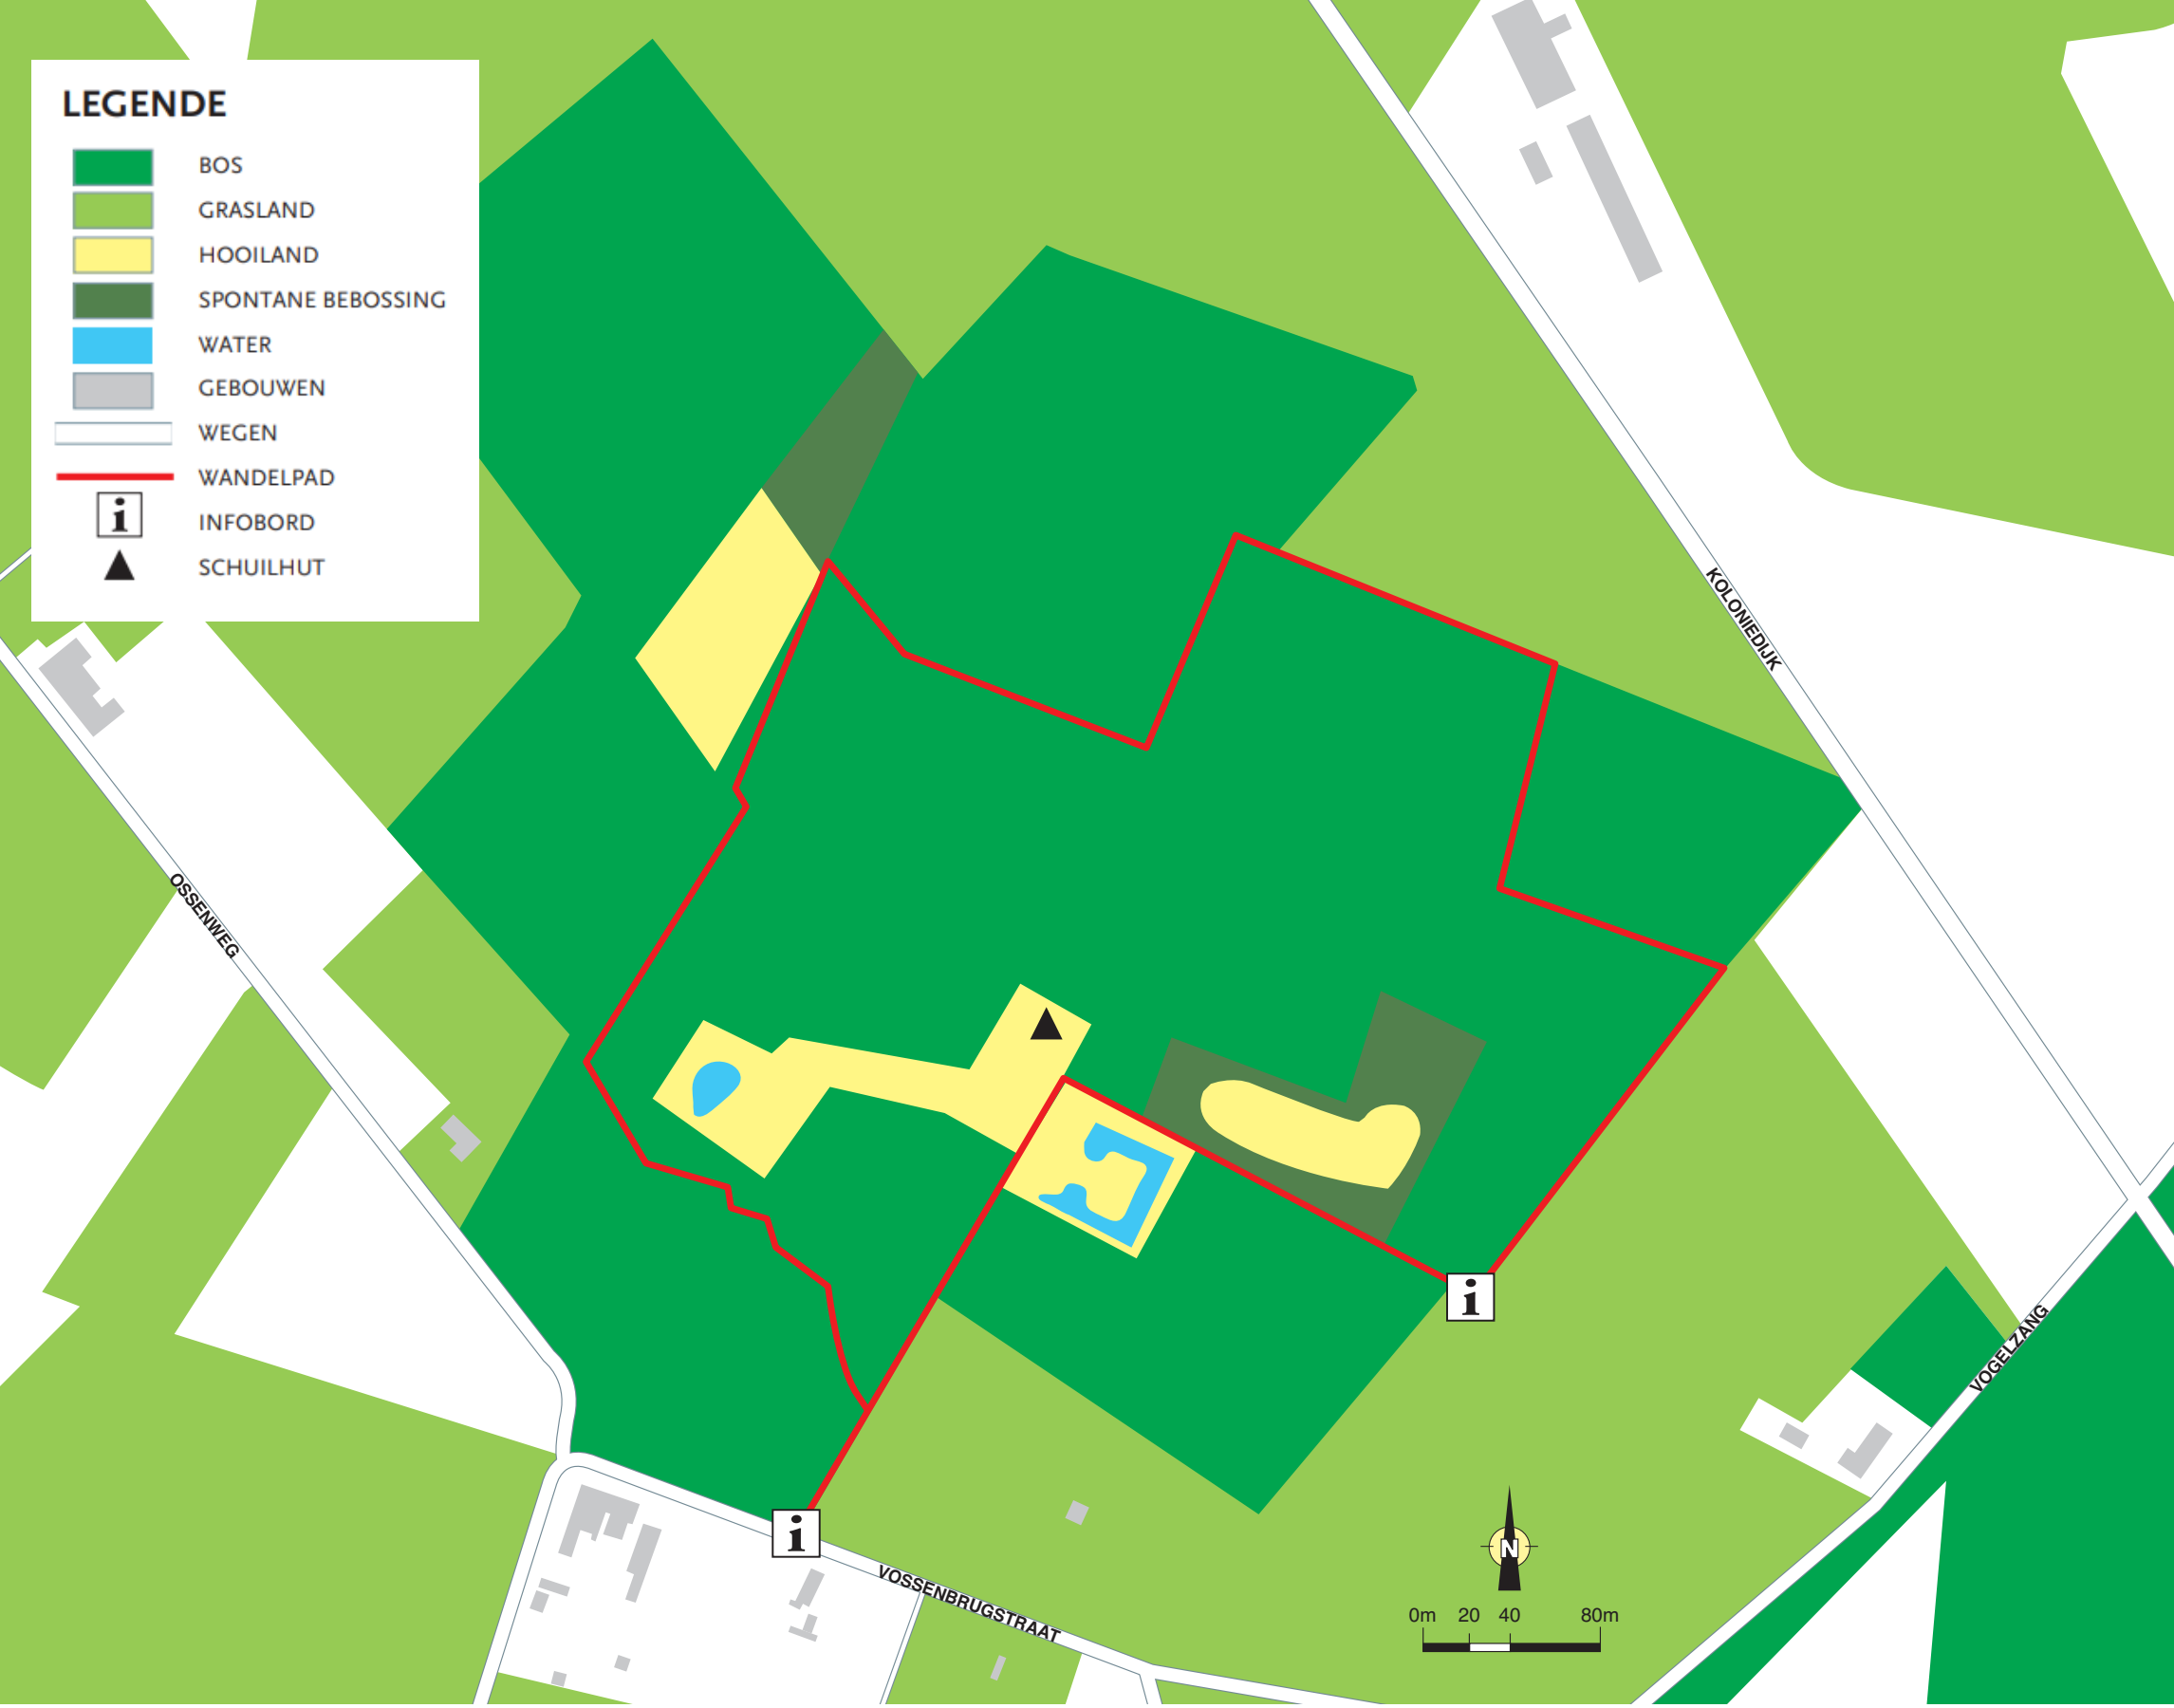 LEGENDE
BOS
GRASLAND
HOOILAND
SPONTANE BEBOSSING
WATER
GEBOUWEN
WEGEN
WANDELPAD
i INFOBORD
SCHUILHUT
KOLONIEDIJK
OSSENWEG
i
VOGELZANG
i
VOSSENBRUGSTRAAT
N
0m 20 40 80m